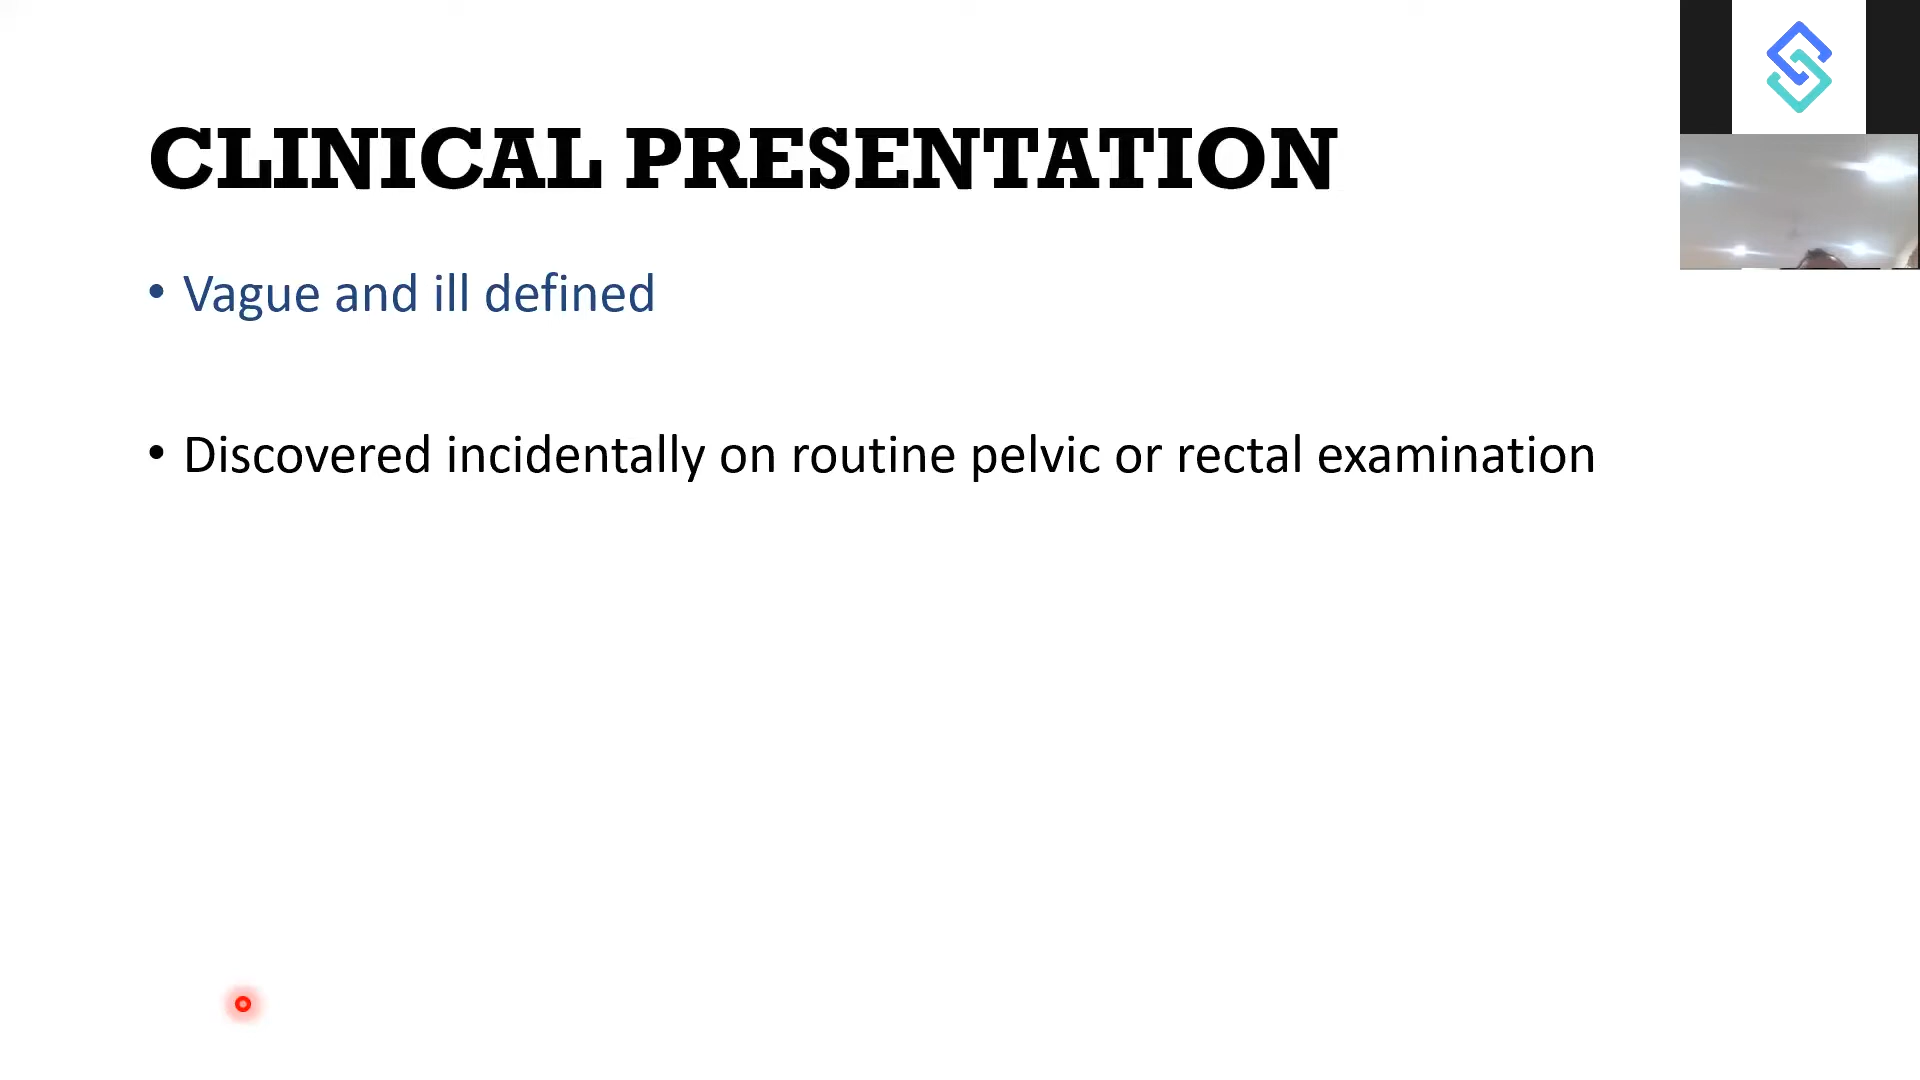 CLINICAL PRESENTATION
• Vague and ill defined
• Discovered incidentally on routine pelvic or rectal examination